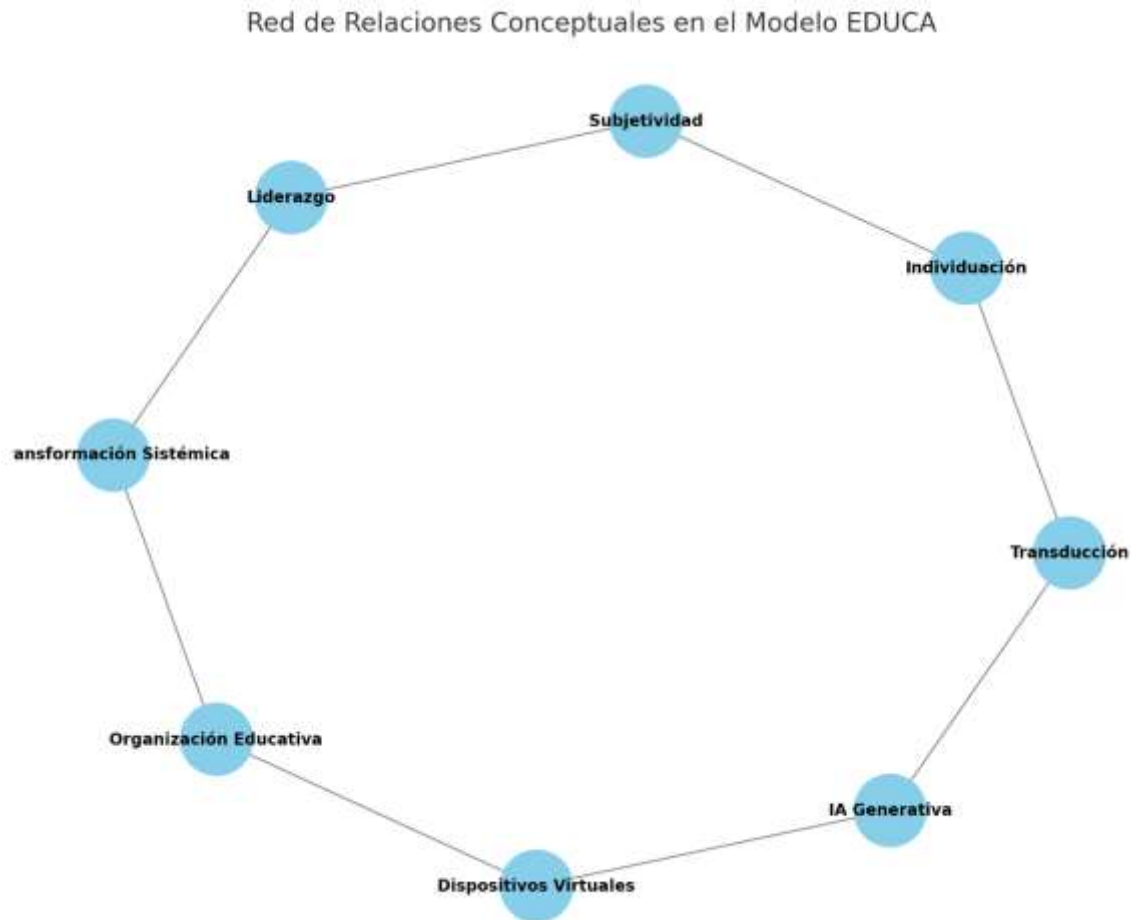 Red de Relaciones Conceptuales en el Modelo EDUCA
Subjetividad
Liderazgo
Individuación
ansformación Sistémica
Transducción
Organización Educativa
IA Generativa
Dispositivos Virtuales